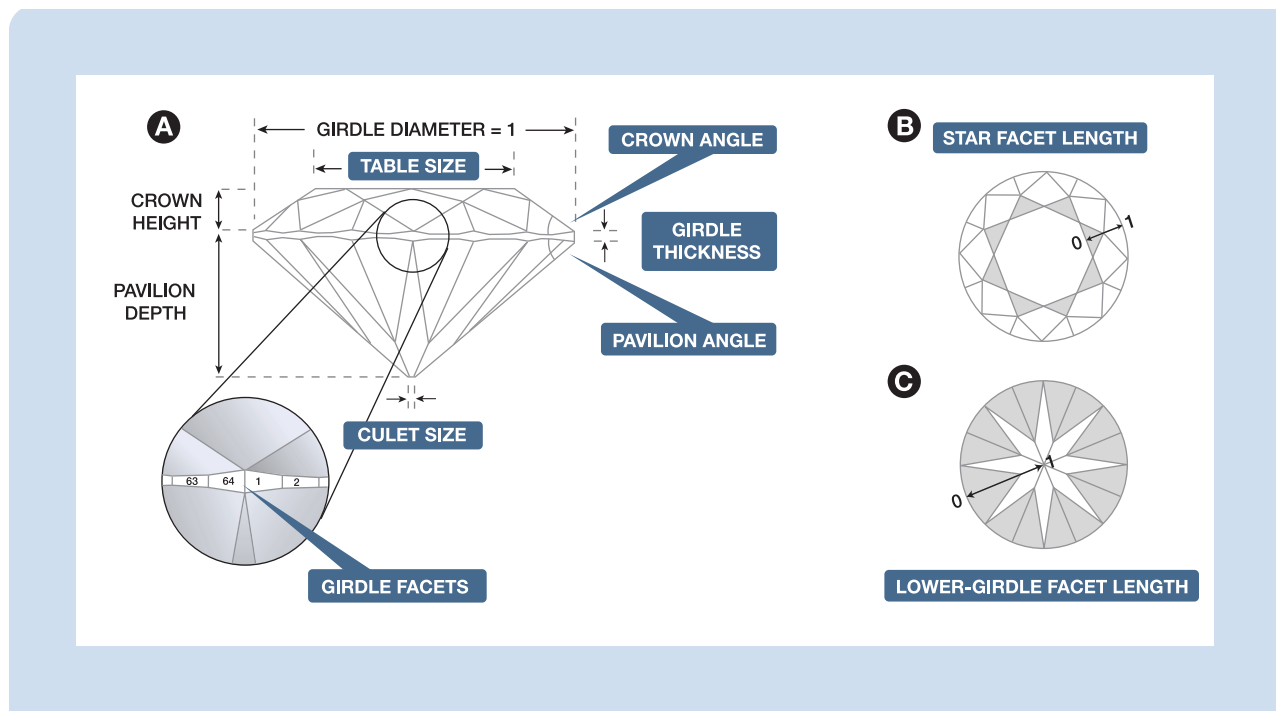 A
GIRDLE DIAMETER = 1
TABLE SIZE
CROWN ANGLE
CROWN
HEIGHT
GIRDLE
THICKNESS
PAVILION
DEPTH
PAVILION ANGLE
CULET SIZE
63 64 1 2
GIRDLE FACETS
B
STAR FACET LENGTH
0 1
C
0 1
LOWER-GIRDLE FACET LENGTH